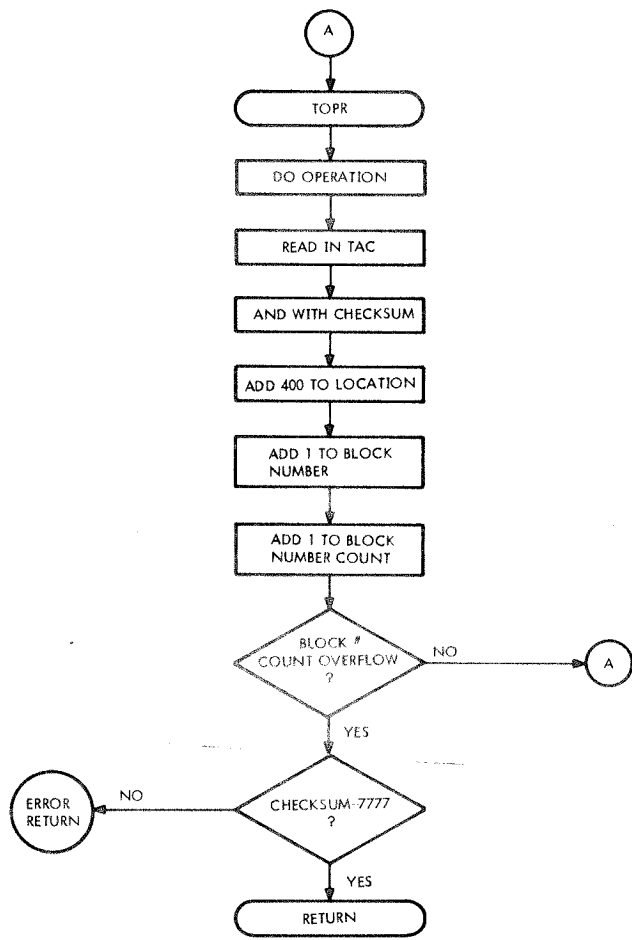 A
TOPR
DO OPERATION
READ IN TAC
AND WITH CHECKSUM
ADD 400 TO LOCATION
ADD 1 TO BLOCK
NUMBER
ADD 1 TO BLOCK
NUMBER COUNT
BLOCK #
COUNT OVERFLOW
?
NO
A
YES
CHECKSUM-7777
?
NO
ERROR
RETURN
YES
RETURN